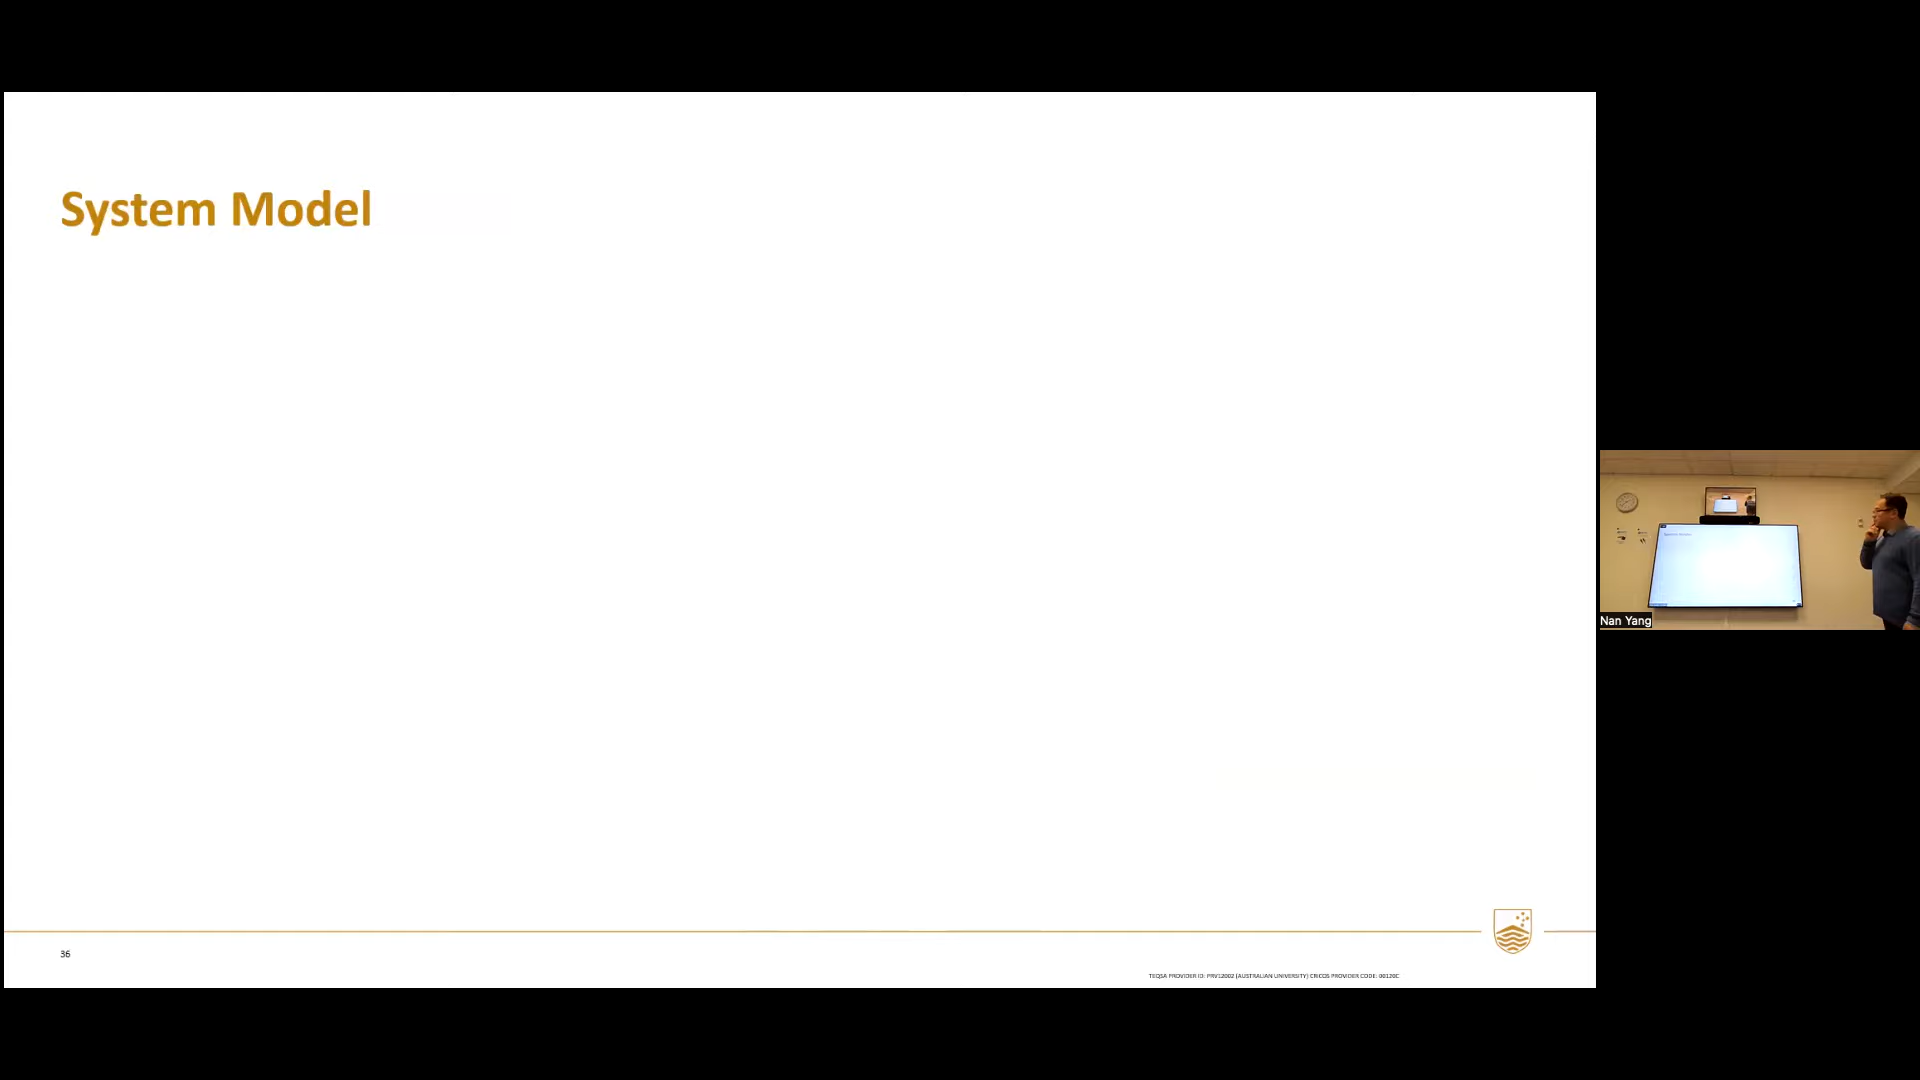 System Model
Nan Yang
36
TEQSA PROVIDER ID: PRV12002 (AUSTRALIAN UNIVERSITY) CRICOS PROVIDER CODE: 00120C